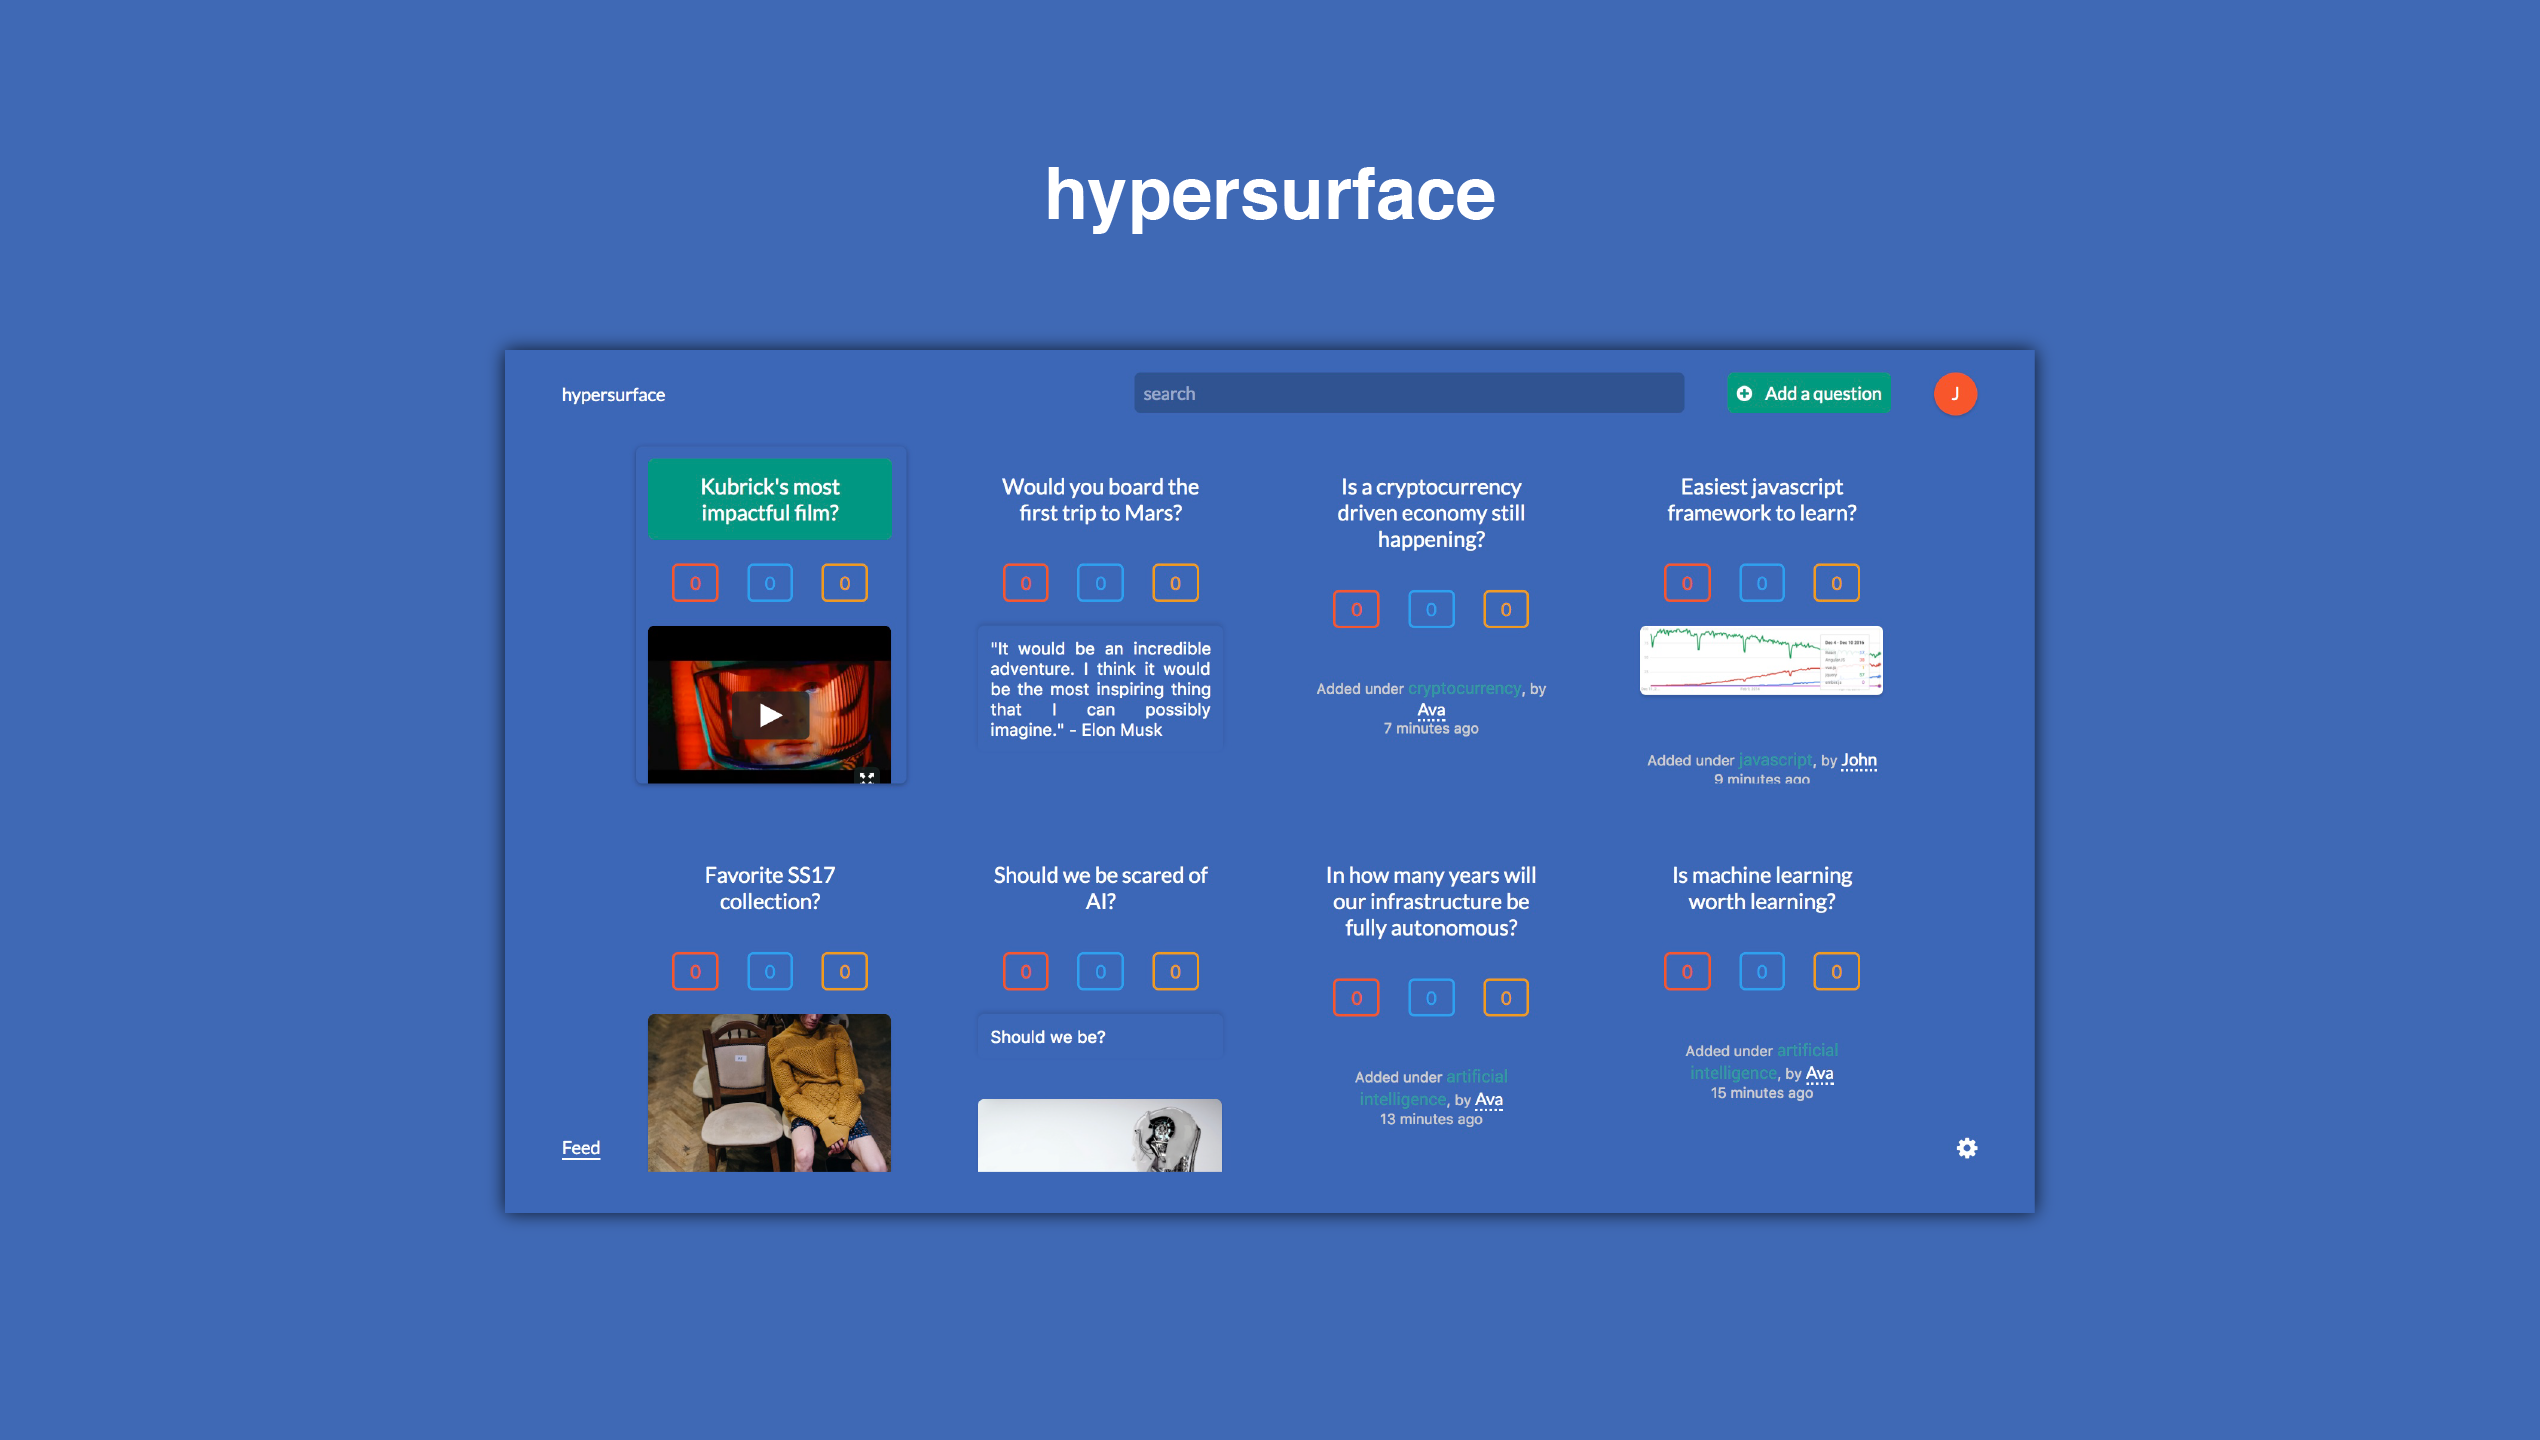 hypersurface
hypersurface
search
Add a question
J
Kubrick's most
impactful film?
0 0 0
Would you board the
first trip to Mars?
0 0 0
"It would be an incredible
adventure. I think it would
be the most inspiring thing
that I can possibly
imagine." - Elon Musk
Is a cryptocurrency
driven economy still
happening?
0 0 0
Added under cryptocurrency, by
Ava
7 minutes ago
Easiest javascript
framework to learn?
0 0 0
Dec 4 - Dec 10 2016
Added under javascript, by John
9 minutes ago
Favorite SS17
collection?
0 0 0
Should we be scared of
AI?
0 0 0
Should we be?
In how many years will
our infrastructure be
fully autonomous?
0 0 0
Added under artificial
intelligence, by Ava
13 minutes ago
Is machine learning
worth learning?
0 0 0
Added under artificial
intelligence, by Ava
15 minutes ago
Feed